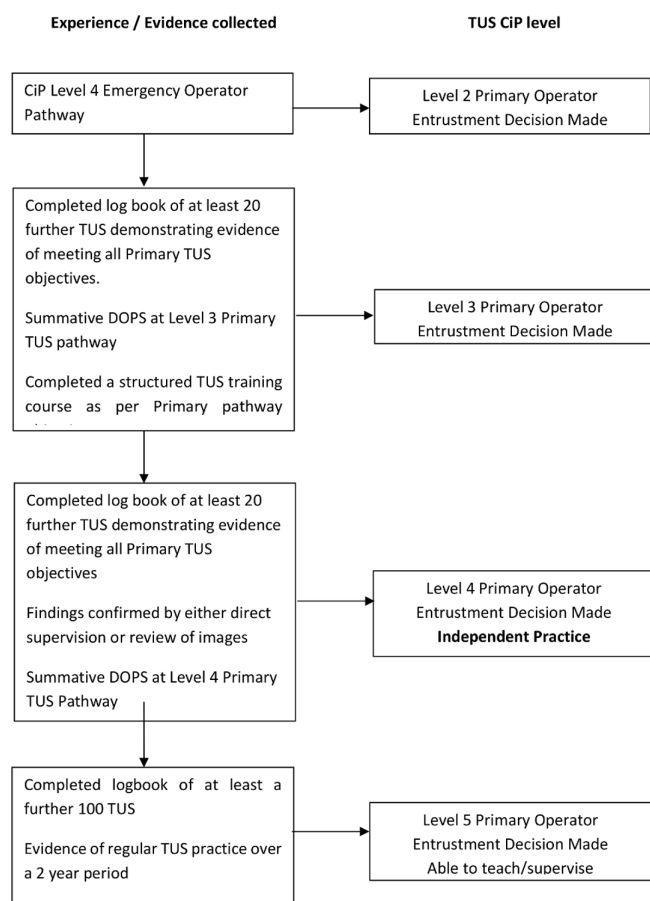 Experience / Evidence collected
TUS CiP level
CiP Level 4 Emergency Operator
Pathway
Level 2 Primary Operator
Entrustment Decision Made
Completed log book of at least 20
further TUS demonstrating evidence
of meeting all Primary TUS
objectives.
Summative DOPS at Level 3 Primary
TUS pathway
Completed a structured TUS training
course as per Primary pathway
Level 3 Primary Operator
Entrustment Decision Made
Completed log book of at least 20
further TUS demonstrating evidence
of meeting all Primary TUS
objectives
Findings confirmed by either direct
supervision or review of images
Summative DOPS at Level 4 Primary
TUS Pathway
Level 4 Primary Operator
Entrustment Decision Made
Independent Practice
Completed logbook of at least a
further 100 TUS
Evidence of regular TUS practice over
a 2 year period
Level 5 Primary Operator
Entrustment Decision Made
Able to teach/supervise